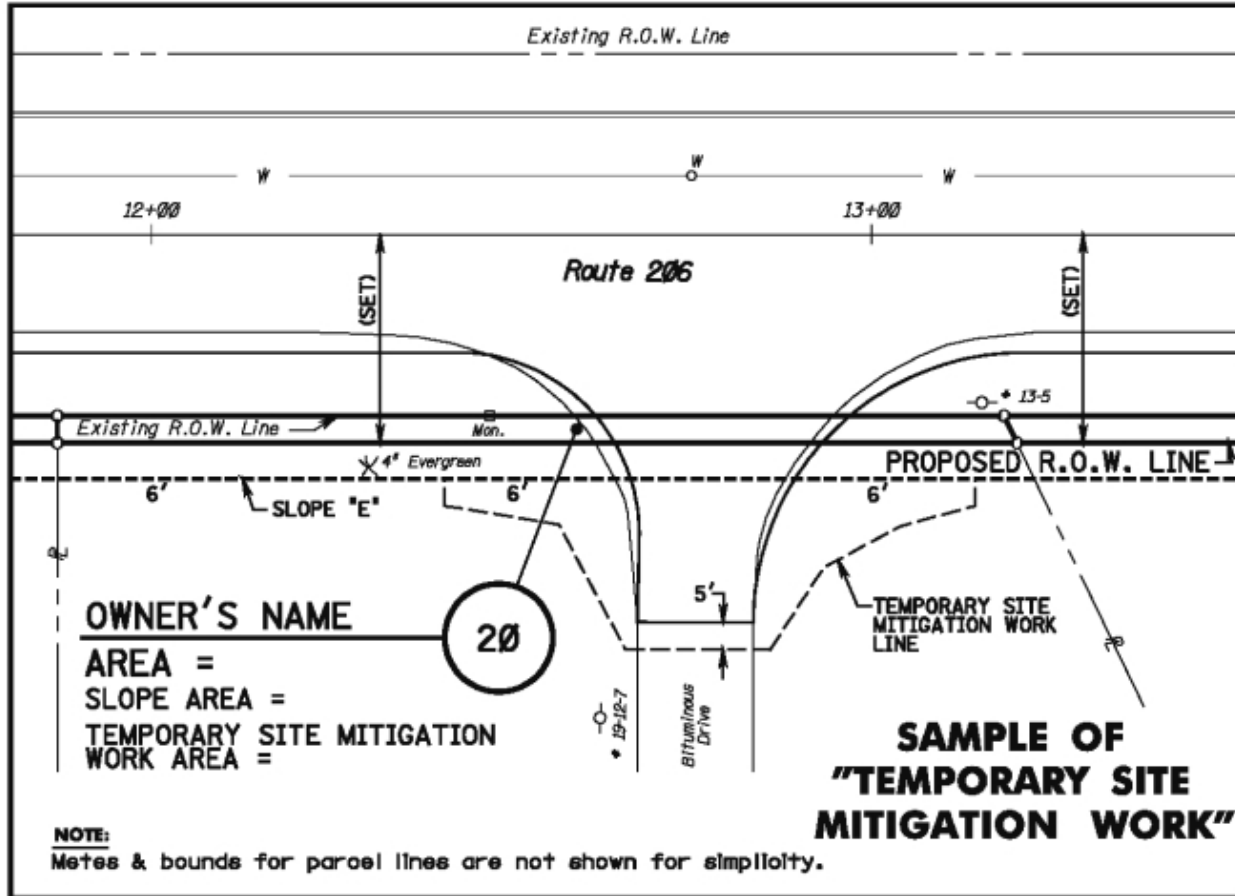 Existing R.O.W. Line
W
W
W
12+00
13+00
Route 206
(SET)
(SET)
# 13-5
Existing R.O.W. Line
Mon.
4" Evergreen
PROPOSED R.O.W. LINE
6'
6'
6'
SLOPE "E"
PL
5'
TEMPORARY SITE
MITIGATION WORK
LINE
PL
OWNER'S NAME
20
AREA =
SLOPE AREA =
TEMPORARY SITE MITIGATION
WORK AREA =
# 19-12-7
Bituminous
Drive
SAMPLE OF
"TEMPORARY SITE
MITIGATION WORK"
NOTE:
Metes & bounds for parcel lines are not shown for simplicity.